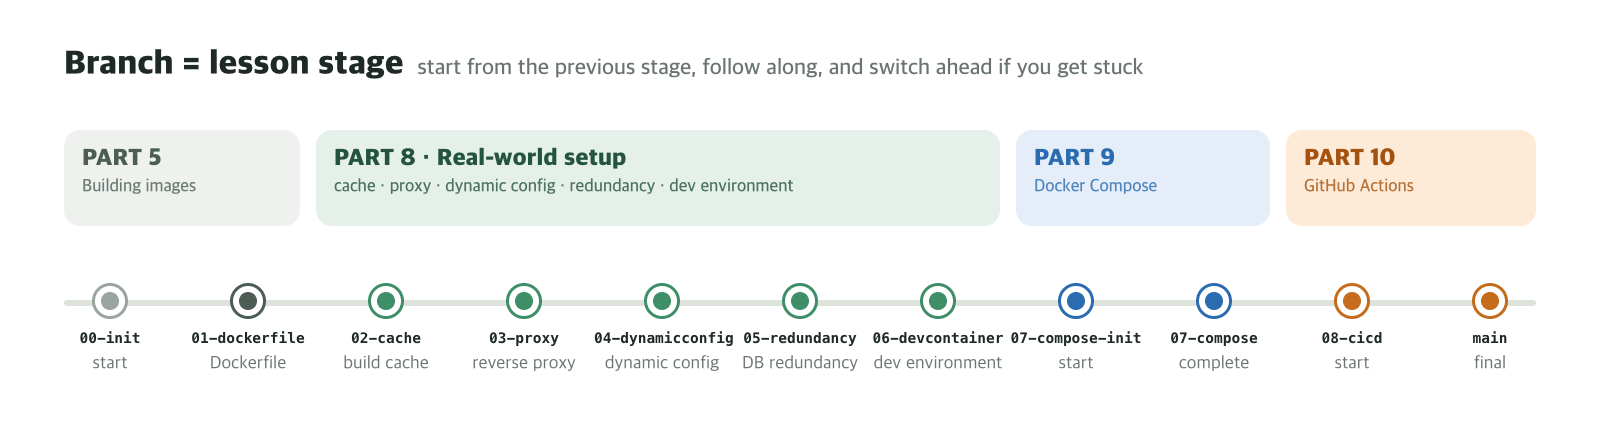 Branch = lesson stage start from the previous stage, follow along, and switch ahead if you get stuck
PART 5
Building images
PART 8 · Real-world setup
cache · proxy · dynamic config · redundancy · dev environment
PART 9
Docker Compose
PART 10
GitHub Actions
00-init
start
01-dockerfile
Dockerfile
02-cache
build cache
03-proxy
reverse proxy
04-dynamicconfig
dynamic config
05-redundancy
DB redundancy
06-devcontainer
dev environment
07-compose-init
start
07-compose
complete
08-cicd
start
main
final